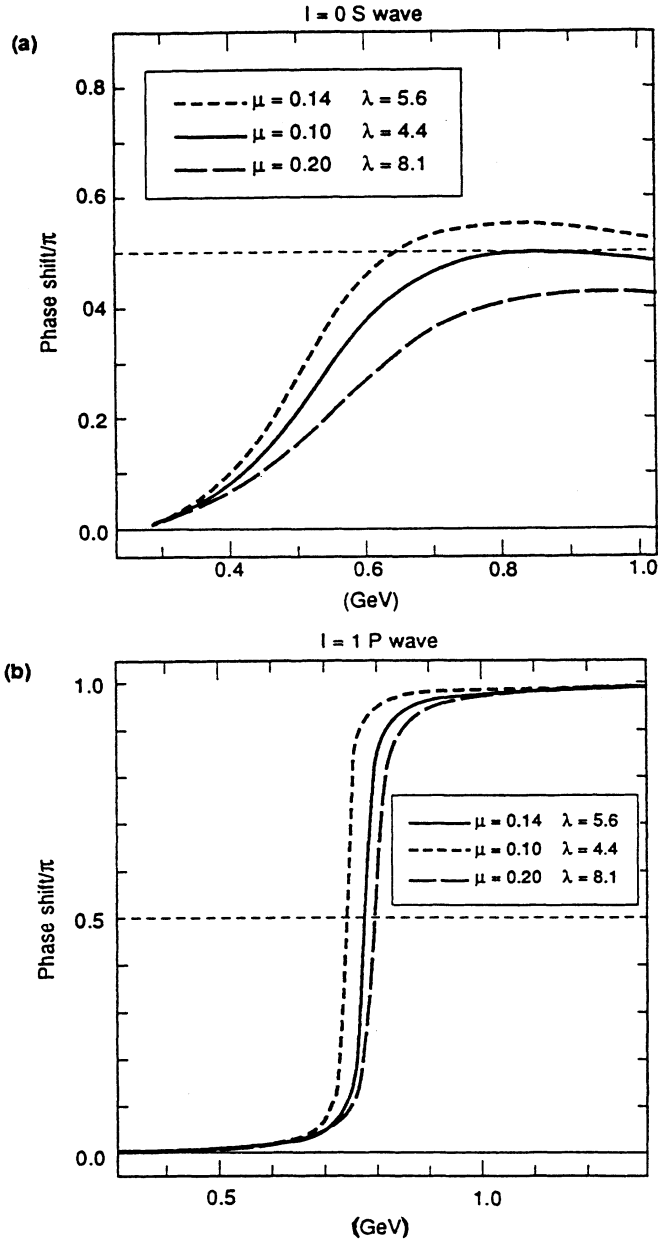 I = 0 S wave
(a)
μ = 0.14 λ = 5.6
μ = 0.10 λ = 4.4
μ = 0.20 λ = 8.1
Phase shift/π
0.8
0.6
04
0.2
0.0
0.4 0.6 0.8 1.0
(GeV)
I = 1 P wave
(b)
μ = 0.14 λ = 5.6
μ = 0.10 λ = 4.4
μ = 0.20 λ = 8.1
Phase shift/π
1.0
0.5
0.0
0.5 1.0
(GeV)